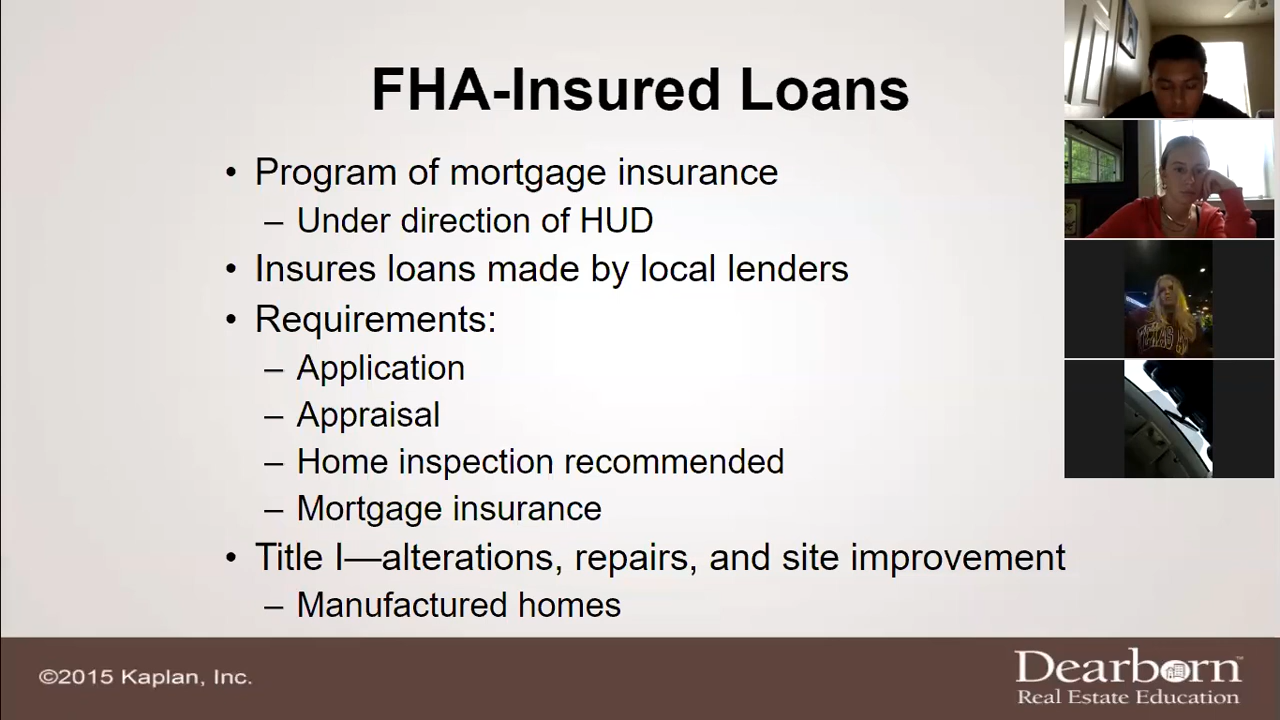 FHA-Insured Loans
• Program of mortgage insurance
– Under direction of HUD
• Insures loans made by local lenders
• Requirements:
– Application
– Appraisal
– Home inspection recommended
– Mortgage insurance
• Title I—alterations, repairs, and site improvement
– Manufactured homes
©2015 Kaplan, Inc.
Dearborn™
Real Estate Education
TEXAS